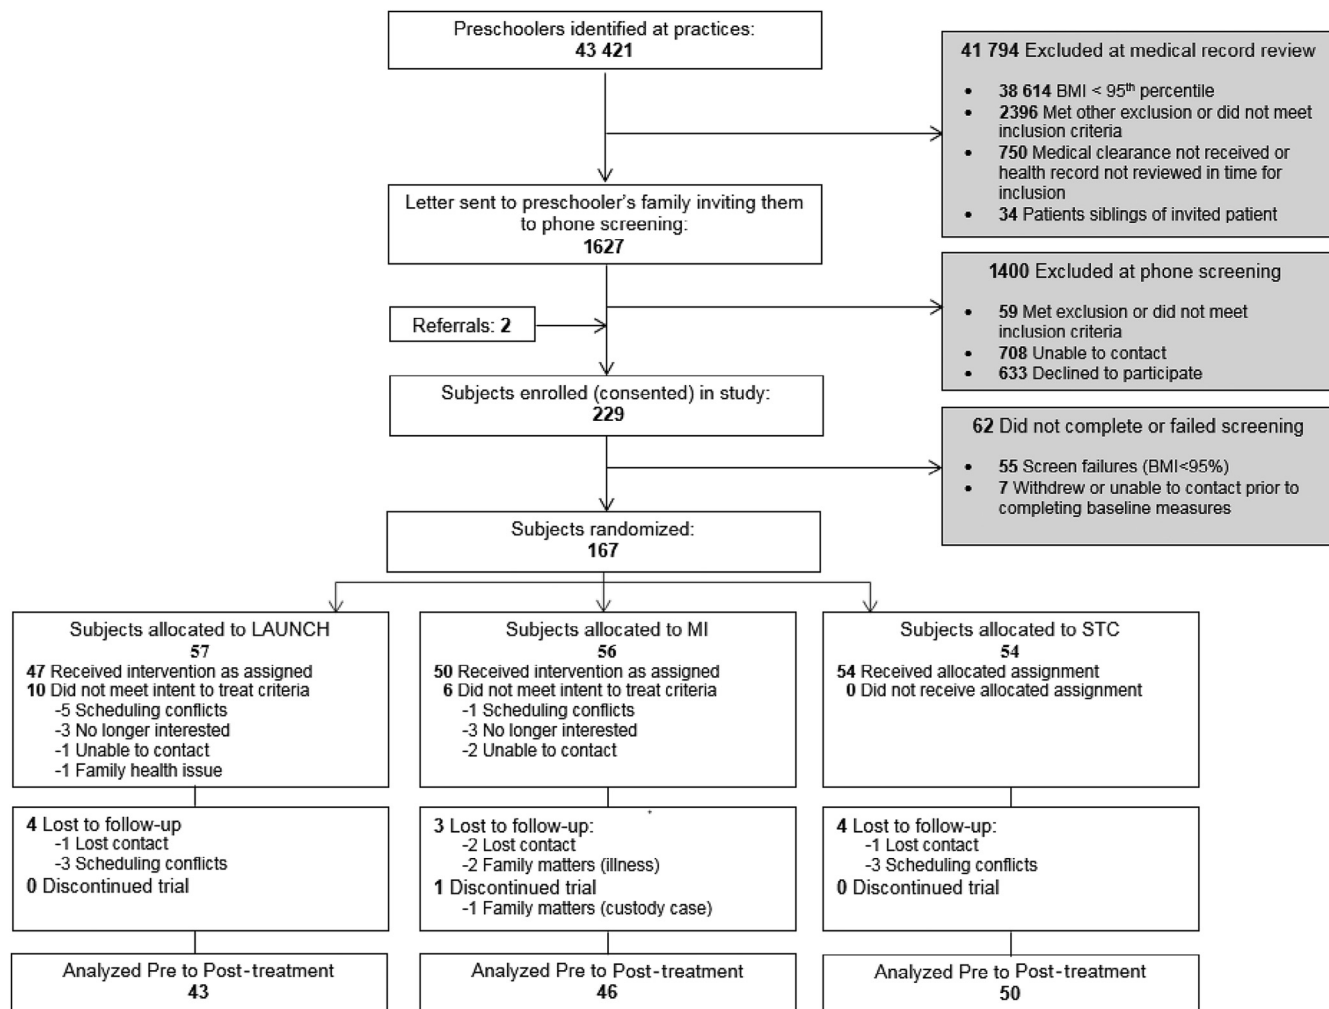 Preschoolers identified at practices:
43 421
41 794 Excluded at medical record review
• 38 614 BMI < 95th percentile
• 2396 Met other exclusion or did not meet
inclusion criteria
• 750 Medical clearance not received or
health record not reviewed in time for
inclusion
• 34 Patients siblings of invited patient
Letter sent to preschooler's family inviting them
to phone screening:
1627
1400 Excluded at phone screening
• 59 Met exclusion or did not meet
inclusion criteria
• 708 Unable to contact
• 633 Declined to participate
Referrals: 2
Subjects enrolled (consented) in study:
229
62 Did not complete or failed screening
• 55 Screen failures (BMI<95%)
• 7 Withdrew or unable to contact prior to
completing baseline measures
Subjects randomized:
167
Subjects allocated to LAUNCH
57
47 Received intervention as assigned
10 Did not meet intent to treat criteria
-5 Scheduling conflicts
-3 No longer interested
-1 Unable to contact
-1 Family health issue
Subjects allocated to MI
56
50 Received intervention as assigned
6 Did not meet intent to treat criteria
-1 Scheduling conflicts
-3 No longer interested
-2 Unable to contact
Subjects allocated to STC
54
54 Received allocated assignment
0 Did not receive allocated assignment
4 Lost to follow-up
-1 Lost contact
-3 Scheduling conflicts
0 Discontinued trial
3 Lost to follow-up:
-2 Lost contact
-2 Family matters (illness)
1 Discontinued trial
-1 Family matters (custody case)
4 Lost to follow-up:
-1 Lost contact
-3 Scheduling conflicts
0 Discontinued trial
Analyzed Pre to Post-treatment
43
Analyzed Pre to Post-treatment
46
Analyzed Pre to Post-treatment
50